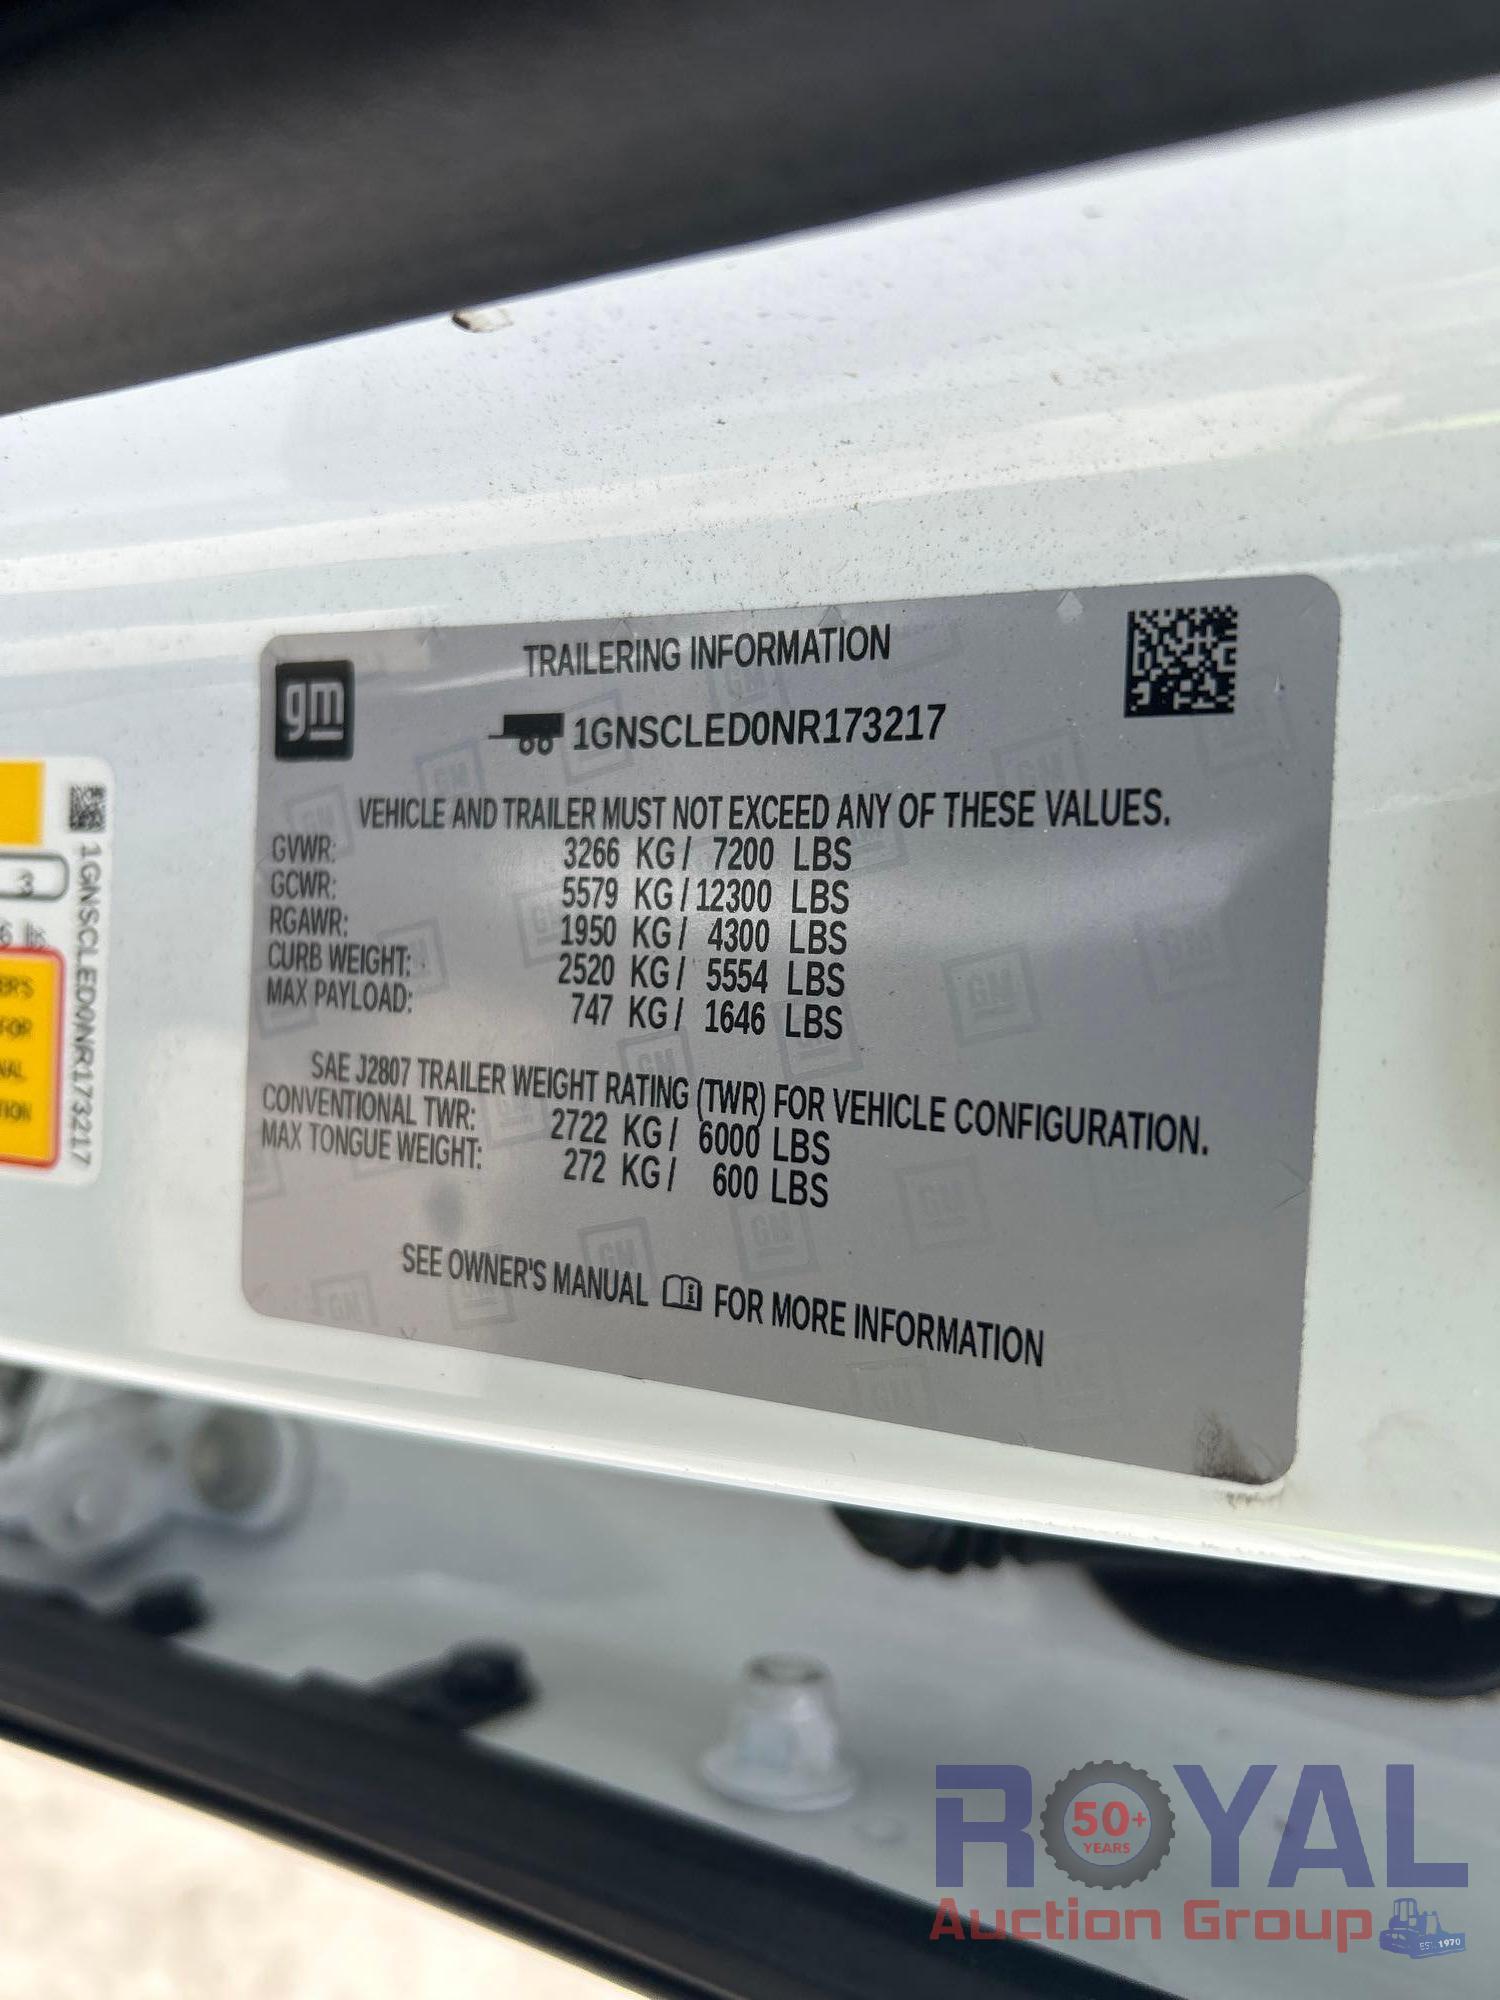 TRAILERING INFORMATION
gm
1GNSCLED0NR173217
VEHICLE AND TRAILER MUST NOT EXCEED ANY OF THESE VALUES.
GVWR: 3266 KG/ 7200 LBS
GCWR: 5579 KG/12300 LBS
RGAWR: 1950 KG/ 4300 LBS
CURB WEIGHT: 2520 KG/ 5554 LBS
MAX PAYLOAD: 747 KG/ 1646 LBS
SAE J2807 TRAILER WEIGHT RATING (TWR) FOR VEHICLE CONFIGURATION.
CONVENTIONAL TWR: 2722 KG/ 6000 LBS
MAX TONGUE WEIGHT: 272 KG/ 600 LBS
SEE OWNER'S MANUAL FOR MORE INFORMATION
1GNSCLED0NR173217
3
lbs
FOR
ROYAL
50+
YEARS
Auction Group
EST. 1970